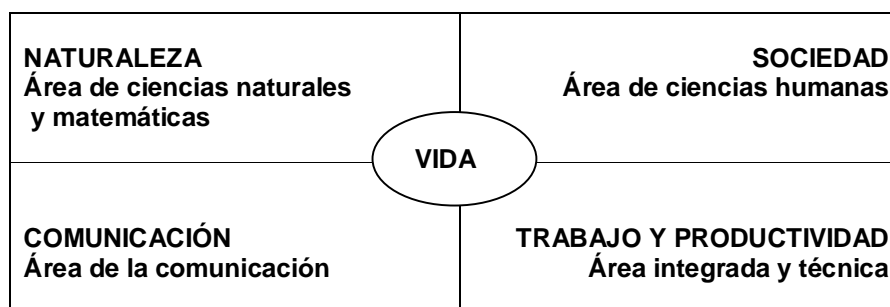 NATURALEZA
Área de ciencias naturales
y matemáticas
SOCIEDAD
Área de ciencias humanas
VIDA
COMUNICACIÓN
Área de la comunicación
TRABAJO Y PRODUCTIVIDAD
Área integrada y técnica